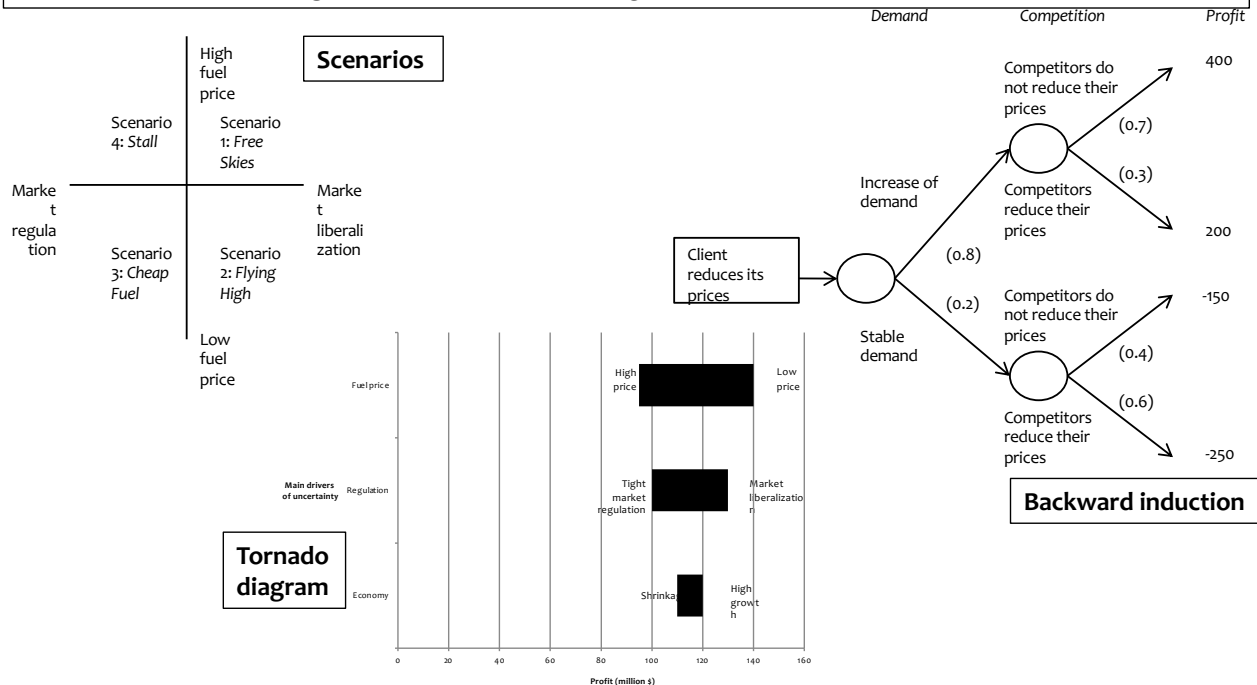 Demand
Competition
Profit
Scenarios
High
fuel
price
Scenario
4: Stall
Scenario
1: Free
Skies
Marke
t
regula
tion
Marke
t
liberali
zation
Scenario
3: Cheap
Fuel
Scenario
2: Flying
High
Low
fuel
price
Client
reduces its
prices
Increase of
demand
(0.8)
(0.2)
Stable
demand
Competitors do
not reduce their
prices
(0.7)
400
Competitors
reduce their
prices
(0.3)
200
Competitors do
not reduce their
prices
(0.4)
-150
Competitors
reduce their
prices
(0.6)
-250
Backward induction
Tornado
diagram
Main drivers
of uncertainty
Fuel price
High
price
Low
price
Regulation
Tight
market
regulation
Market
liberalizatio
n
Economy
High
growt
h
0
20
40
60
80
100
120
140
160
Profit (million $)